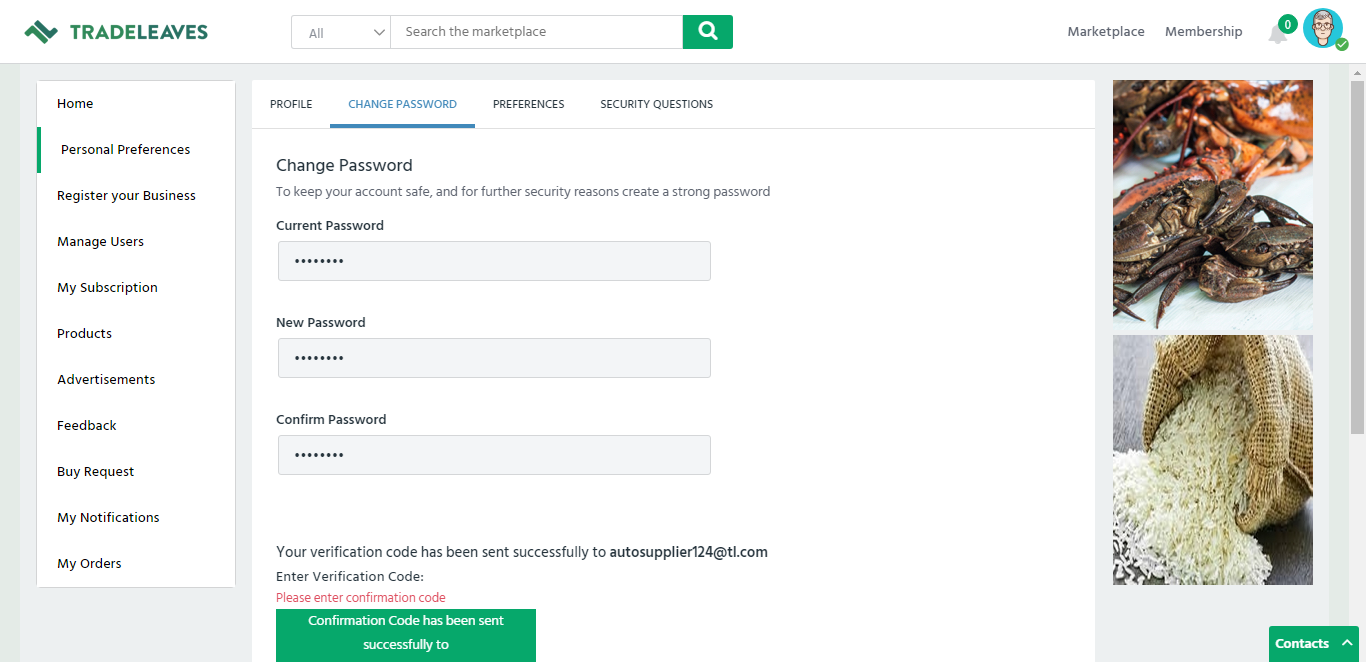 TRADELEAVES
All
Search the marketplace
Marketplace
Membership
0
Home
Personal Preferences
Register your Business
Manage Users
My Subscription
Products
Advertisements
Feedback
Buy Request
My Notifications
My Orders
PROFILE
CHANGE PASSWORD
PREFERENCES
SECURITY QUESTIONS
Change Password
To keep your account safe, and for further security reasons create a strong password
Current Password
••••••••
New Password
••••••••
Confirm Password
••••••••
Your verification code has been sent successfully to autosupplier124@tl.com
Enter Verification Code:
Please enter confirmation code
Confirmation Code has been sent
successfully to
Contacts